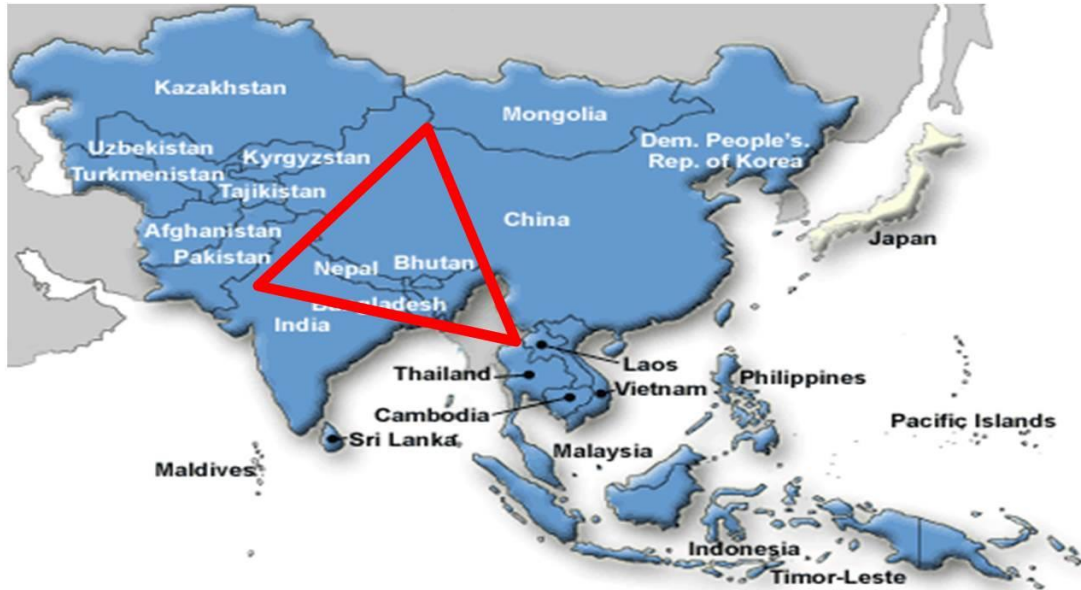 Kazakhstan
Mongolia
Uzbekistan
Kyrgyzstan
Dem. People's.
Rep. of Korea
Turkmenistan
Tajikistan
China
Afghanistan
Japan
Pakistan
Nepal
Bhutan
Bangladesh
India
Laos
Thailand
Vietnam
Philippines
Cambodia
Pacific Islands
Sri Lanka
Malaysia
Maldives
Indonesia
Timor-Leste